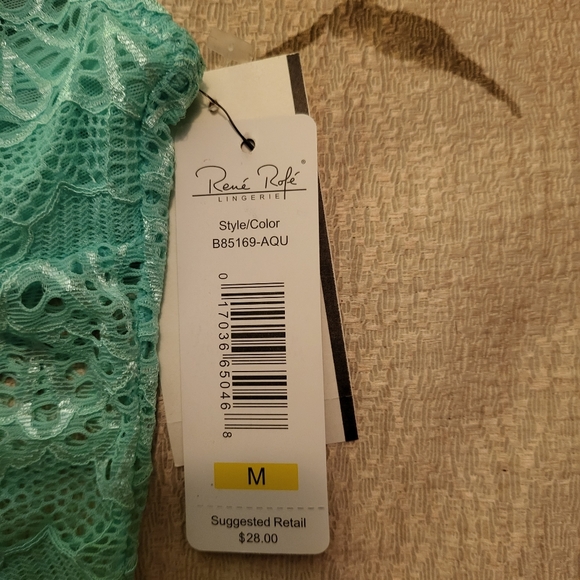 René Rofé®
LINGERIE
Style/Color
B85169-AQU
0 17036 65046 8
M
Suggested Retail
$28.00